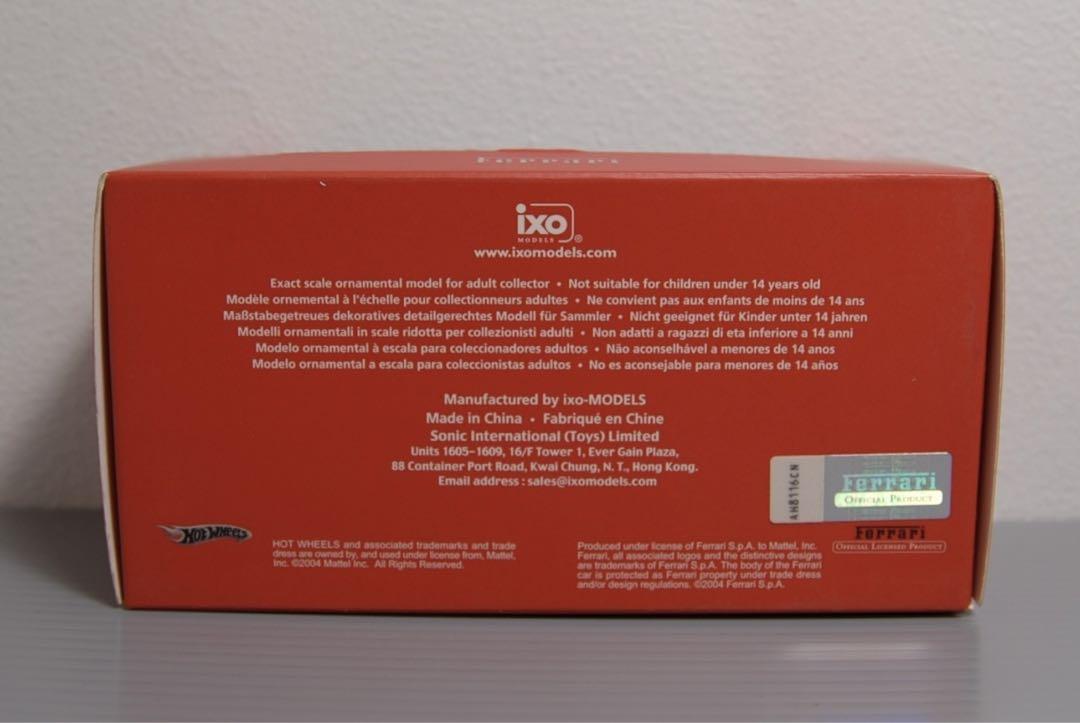 Ferrari
ixo
MODELS ®
www.ixomodels.com
Exact scale ornamental model for adult collector • Not suitable for children under 14 years old
Modèle ornemental à l'échelle pour collectionneurs adultes • Ne convient pas aux enfants de moins de 14 ans
Maßstabegetreues dekoratives detailgerechtes Modell für Sammler • Nicht geeignet für Kinder unter 14 jahren
Modelli ornamentali in scale ridotta per collezionisti adulti • Non adatti a ragazzi di eta inferiore a 14 anni
Modelo ornamental à escala para coleccionadores adultos • Não aconselhável a menores de 14 anos
Modelo ornamental a escala para coleccionistas adultos • No es aconsejable para menores de 14 años
Manufactured by ixo-MODELS
Made in China • Fabriqué en Chine
Sonic International (Toys) Limited
Units 1605-1609, 16/F Tower 1, Ever Gain Plaza,
88 Container Port Road, Kwai Chung, N. T., Hong Kong.
Email address : sales@ixomodels.com
AH8116CN
Ferrari
OFFICIAL PRODUCT
HOT WHEELS
HOT WHEELS and associated trademarks and trade
dress are owned by, and used under license from, Mattel,
Inc. ©2004 Mattel Inc. All Rights Reserved.
Produced under license of Ferrari S.p.A. to Mattel, Inc.
Ferrari, all associated logos and the distinctive designs
are trademarks of Ferrari S.p.A. The body of the Ferrari
car is protected as Ferrari property under trade dress
and/or design regulations. ©2004 Ferrari S.p.A.
Ferrari
OFFICIAL LICENSED PRODUCT